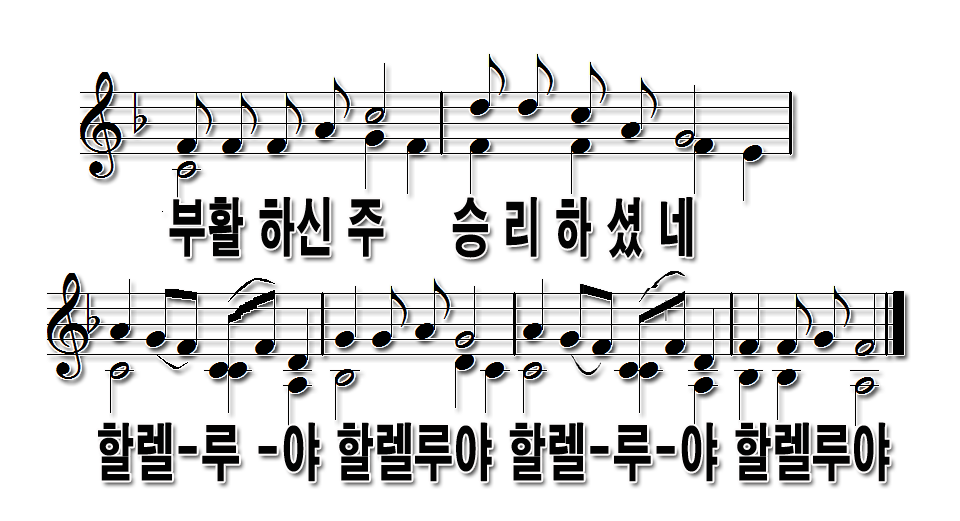 부활 하신 주 승 리 하 셨 네
할렐-루 -야 할렐루야 할렐-루-야 할렐루야